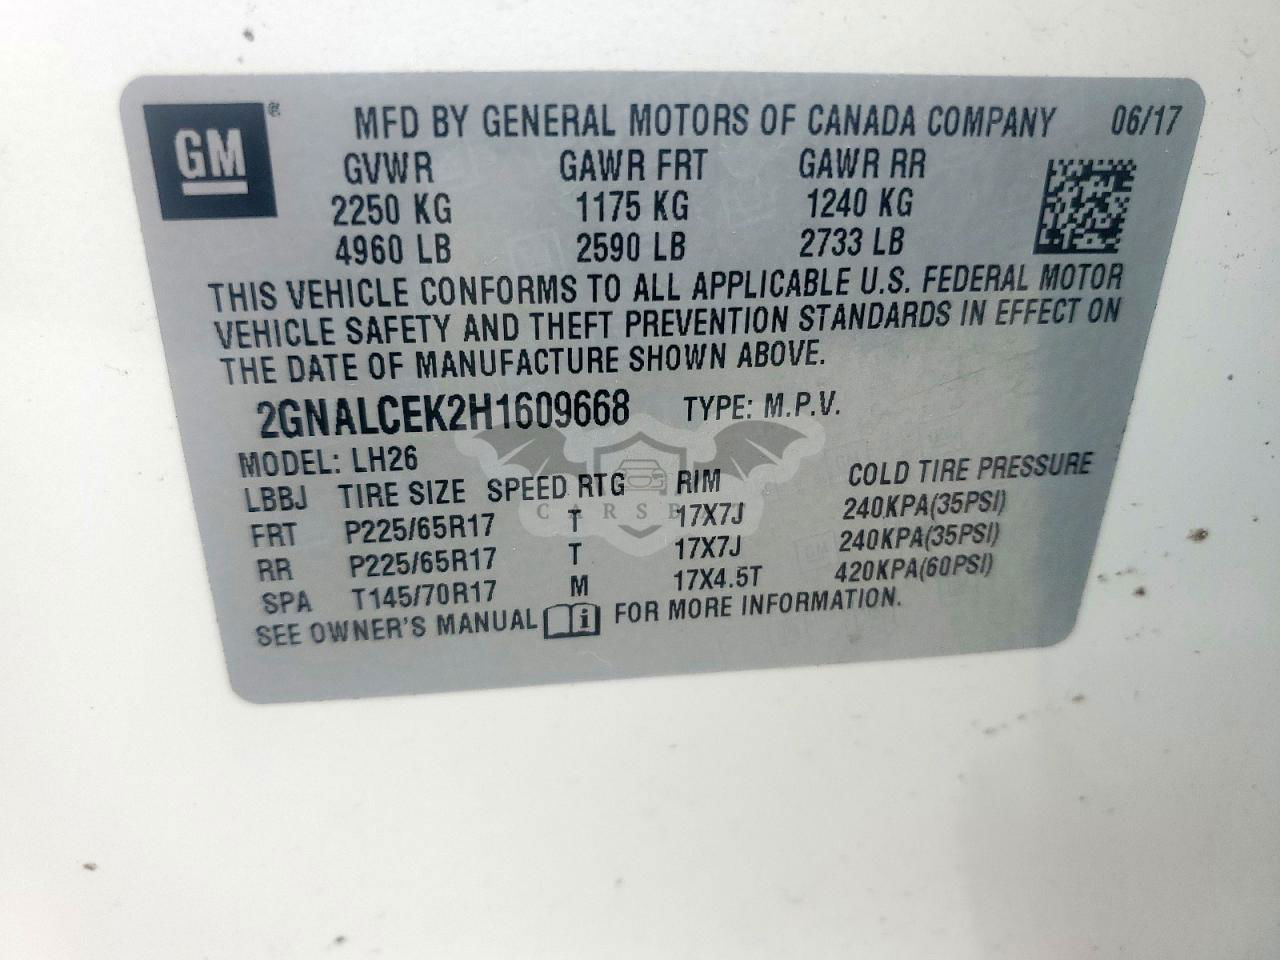 GM ®
MFD BY GENERAL MOTORS OF CANADA COMPANY 06/17
GVWR GAWR FRT GAWR RR
2250 KG 1175 KG 1240 KG
4960 LB 2590 LB 2733 LB
THIS VEHICLE CONFORMS TO ALL APPLICABLE U.S. FEDERAL MOTOR
VEHICLE SAFETY AND THEFT PREVENTION STANDARDS IN EFFECT ON
THE DATE OF MANUFACTURE SHOWN ABOVE.
2GNALCEK2H1609668 TYPE: M.P.V.
MODEL: LH26
LBBJ TIRE SIZE SPEED RTG RIM COLD TIRE PRESSURE
FRT P225/65R17 T 17X7J 240KPA(35PSI)
RR P225/65R17 T 17X7J 240KPA(35PSI)
SPA T145/70R17 M 17X4.5T 420KPA(60PSI)
SEE OWNER'S MANUAL i FOR MORE INFORMATION.